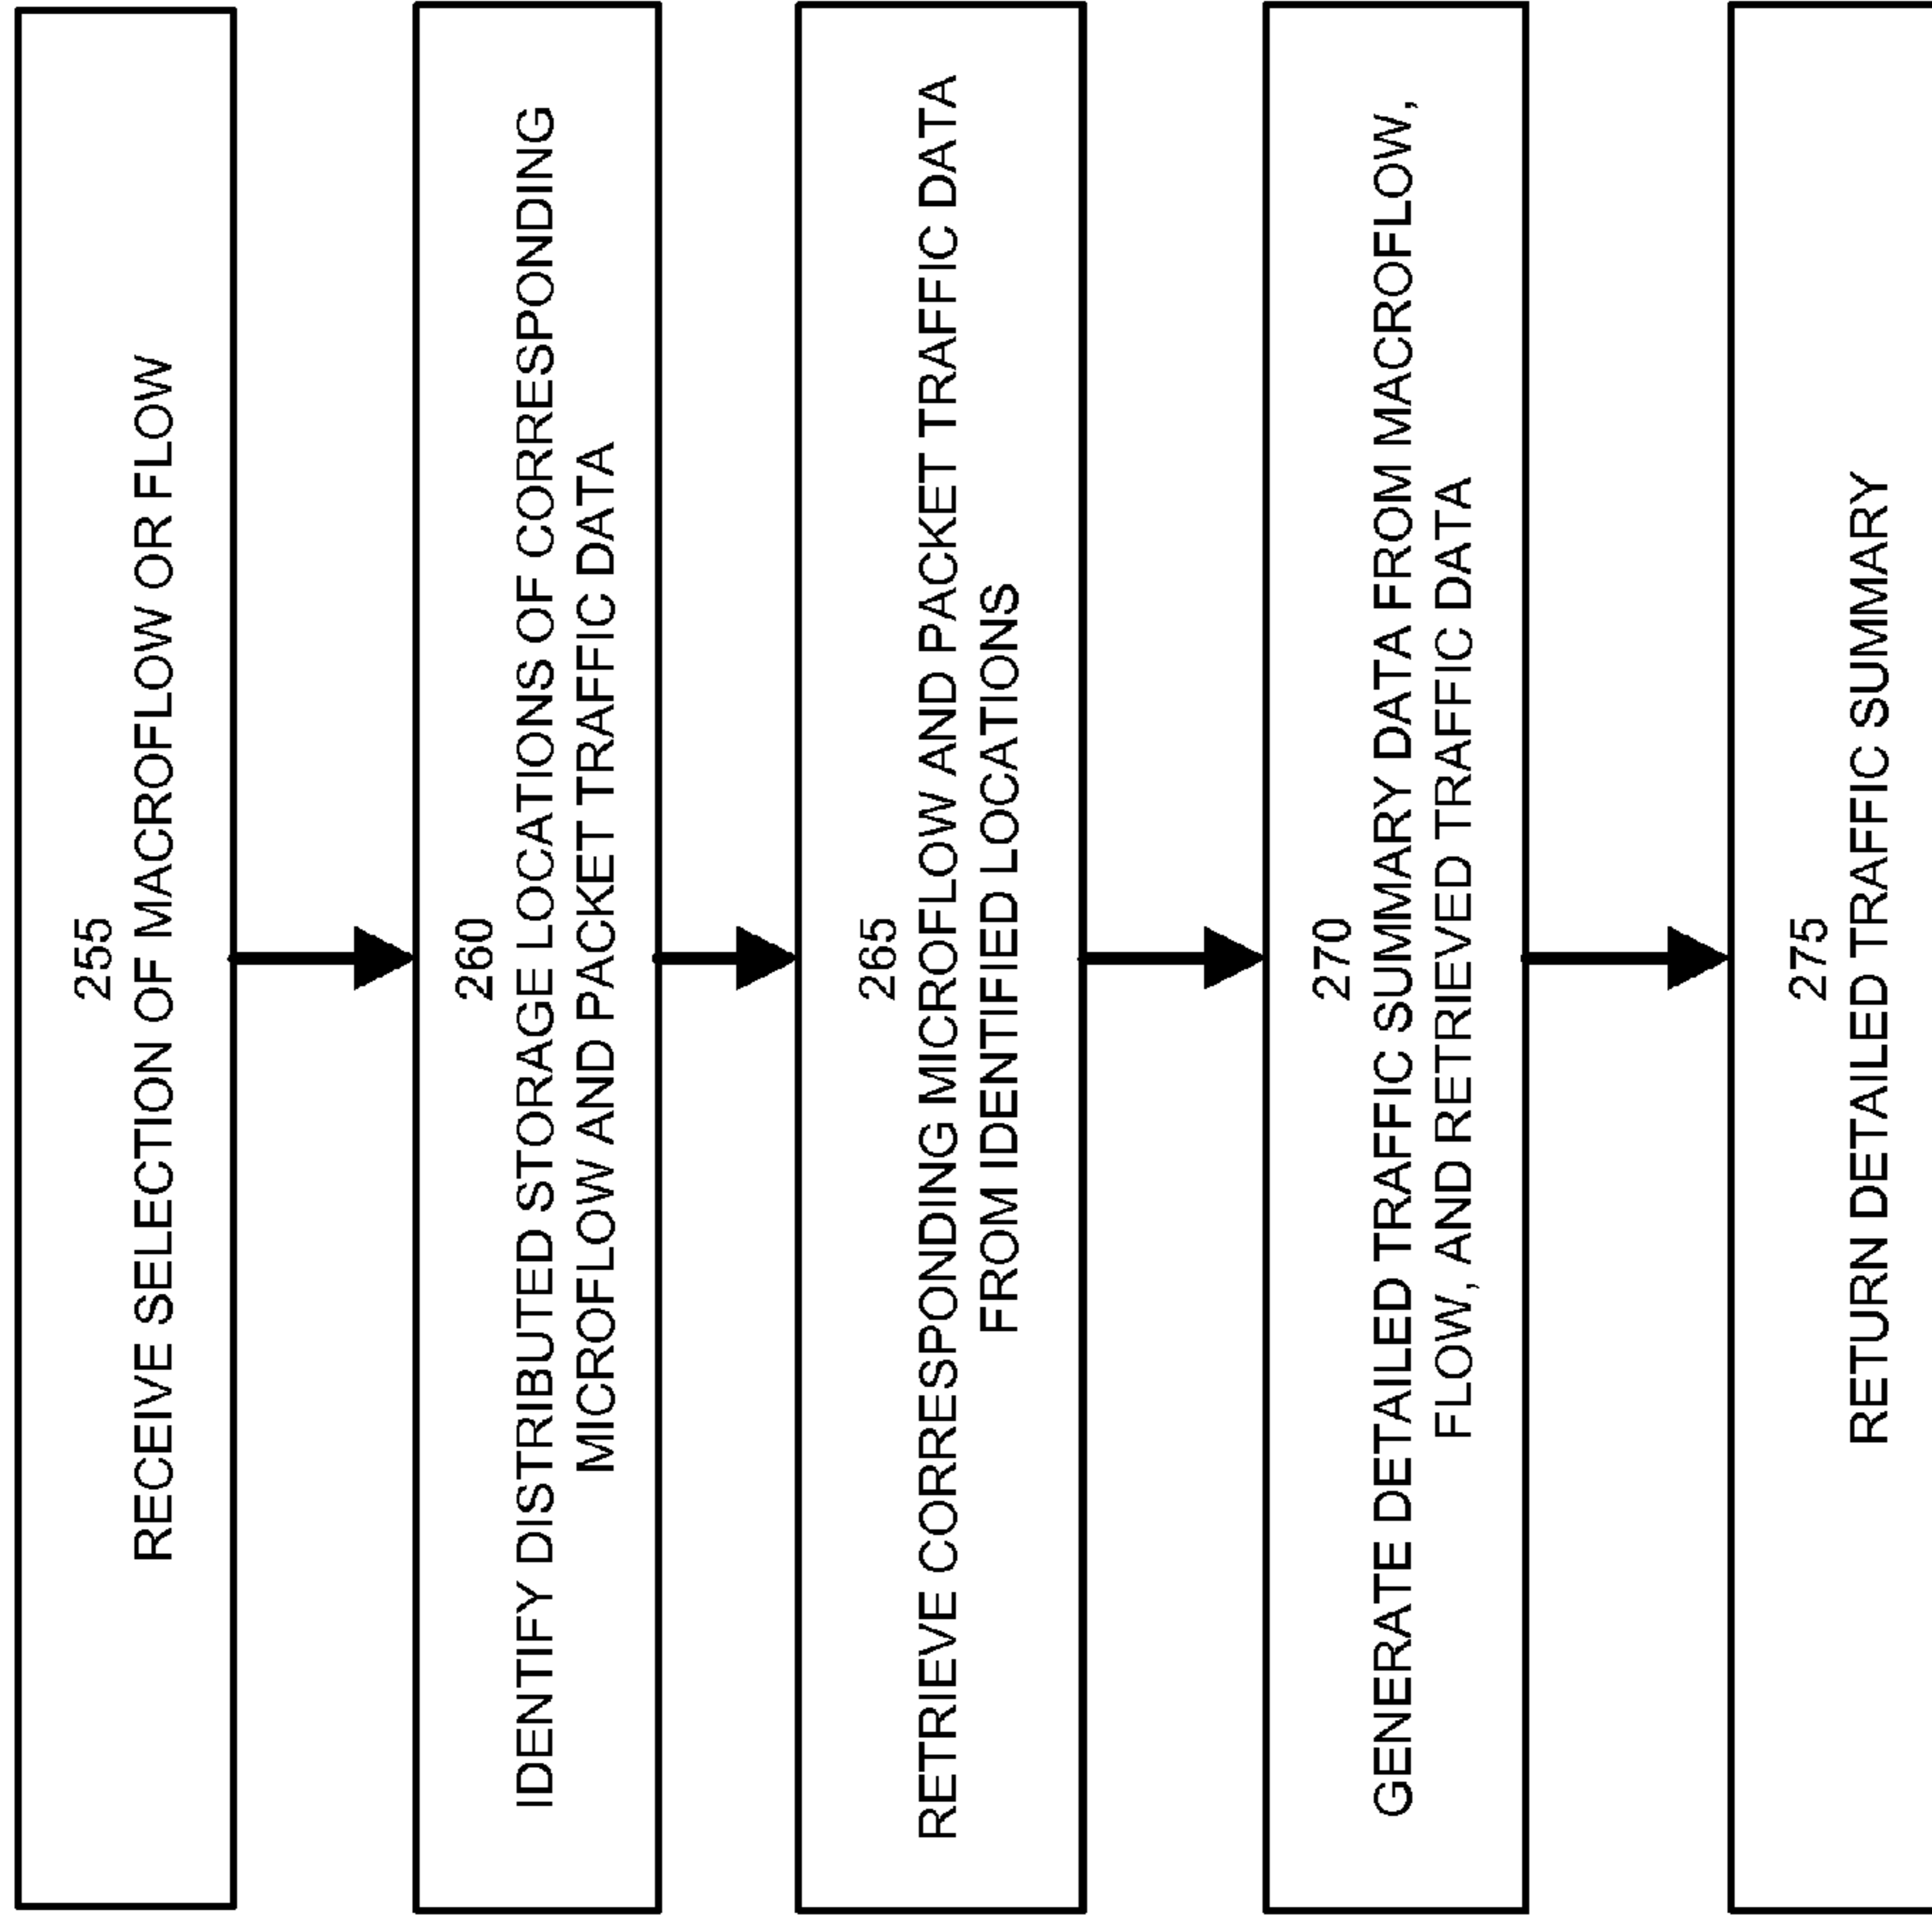 255
RECEIVE SELECTION OF MACROFLOW OR FLOW
260
IDENTIFY DISTRIBUTED STORAGE LOCATIONS OF CORRESPONDING
MICROFLOW AND PACKET TRAFFIC DATA
265
RETRIEVE CORRESPONDING MICROFLOW AND PACKET TRAFFIC DATA
FROM IDENTIFIED LOCATIONS
270
GENERATE DETAILED TRAFFIC SUMMARY DATA FROM MACROFLOW,
FLOW, AND RETRIEVED TRAFFIC DATA
275
RETURN DETAILED TRAFFIC SUMMARY